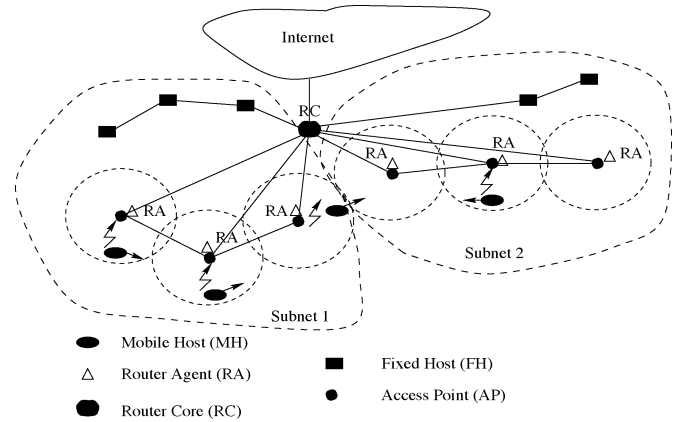 Internet
RC
RA
RA
RA
RA
RA
RA
Subnet 2
Subnet 1
Mobile Host (MH)
Fixed Host (FH)
Router Agent (RA)
Access Point (AP)
Router Core (RC)